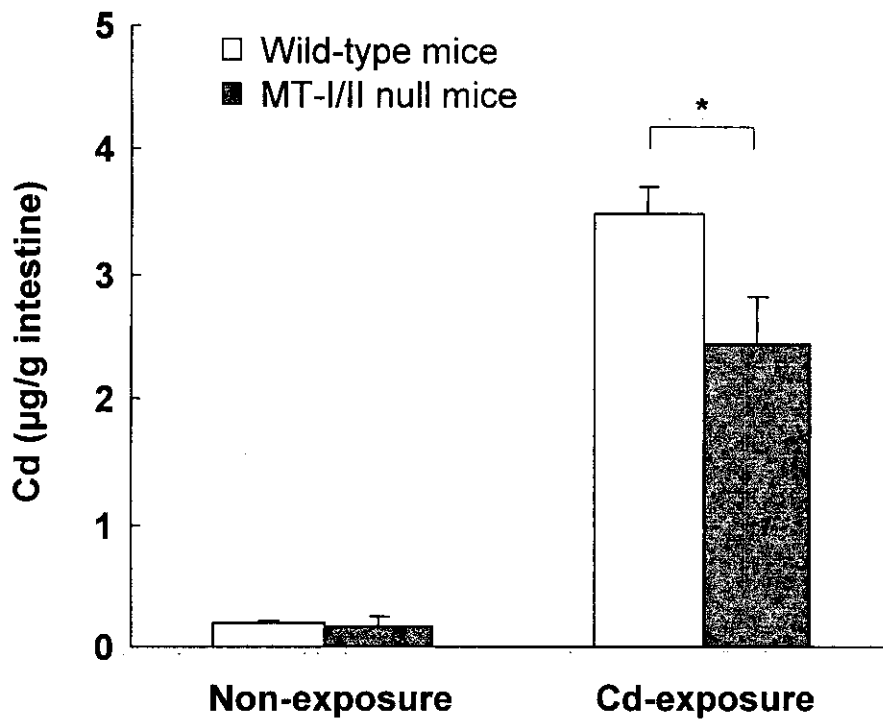 5
4
3
2
1
0
Cd (µg/g intestine)
Wild-type mice
MT-I/II null mice
*
Non-exposure
Cd-exposure